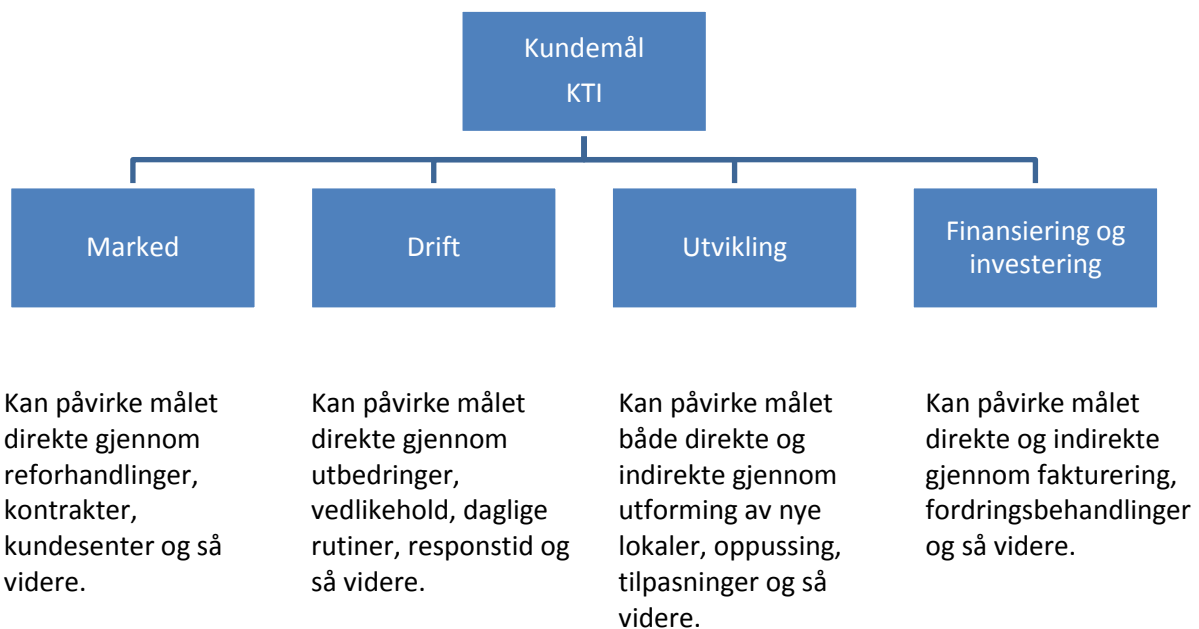 Kundemål
KTI
Marked
Drift
Utvikling
Finansiering og
investering
Kan påvirke målet
direkte gjennom
reforhandlinger,
kontrakter,
kundesenter og så
videre.
Kan påvirke målet
direkte gjennom
utbedringer,
vedlikehold, daglige
rutiner, responstid og
så videre.
Kan påvirke målet
både direkte og
indirekte gjennom
utforming av nye
lokaler, oppussing,
tilpasninger og så
videre.
Kan påvirke målet
direkte og indirekte
gjennom fakturering,
fordringsbehandlinger
og så videre.